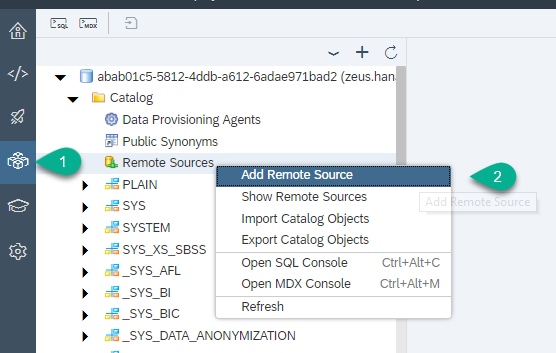 SQL
MDX
abab01c5-5812-4ddb-a612-6adae971bad2 (zeus.hana
Catalog
Data Provisioning Agents
Public Synonyms
1
Remote Sources
Add Remote Source
2
Show Remote Sources
Add Remote Source
Import Catalog Objects
Export Catalog Objects
Open SQL Console Ctrl+Alt+C
Open MDX Console Ctrl+Alt+M
Refresh
PLAIN
SYS
SYSTEM
SYS_XS_SBSS
_SYS_AFL
_SYS_BI
_SYS_BIC
_SYS_DATA_ANONYMIZATION